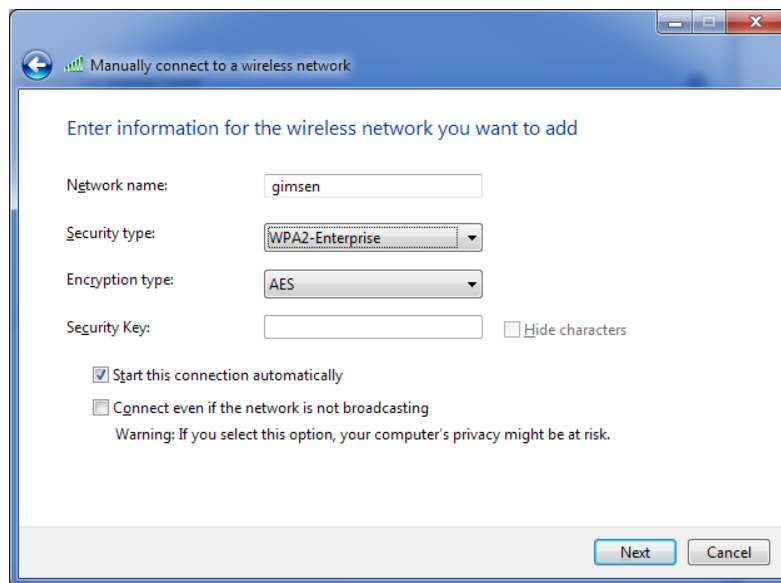 Manually connect to a wireless network
Enter information for the wireless network you want to add
Network name: gimsen
Security type: WPA2-Enterprise
Encryption type: AES
Security Key: Hide characters
Start this connection automatically
Connect even if the network is not broadcasting
Warning: If you select this option, your computer's privacy might be at risk.
Next Cancel